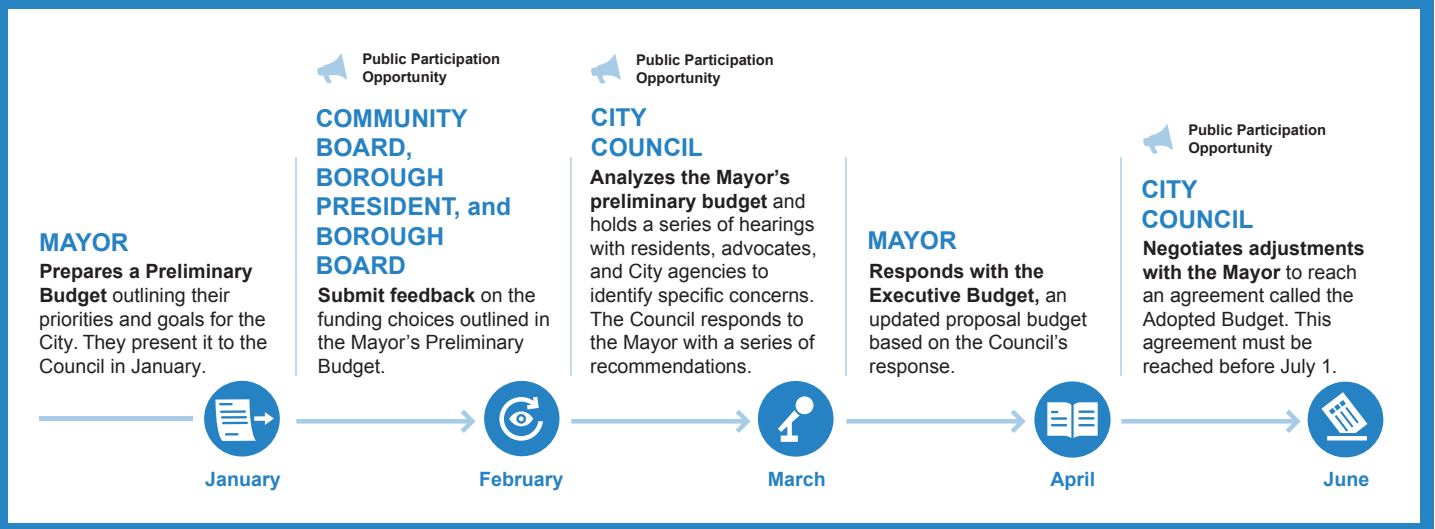 MAYOR
Prepares a Preliminary
Budget outlining their
priorities and goals for the
City. They present it to the
Council in January.
January
Public Participation
Opportunity
COMMUNITY
BOARD,
BOROUGH
PRESIDENT, and
BOROUGH
BOARD
Submit feedback on the
funding choices outlined in
the Mayor’s Preliminary
Budget.
February
Public Participation
Opportunity
CITY
COUNCIL
Analyzes the Mayor’s
preliminary budget and
holds a series of hearings
with residents, advocates,
and City agencies to
identify specific concerns.
The Council responds to
the Mayor with a series of
recommendations.
March
MAYOR
Responds with the
Executive Budget, an
updated proposal budget
based on the Council’s
response.
April
Public Participation
Opportunity
CITY
COUNCIL
Negotiates adjustments
with the Mayor to reach
an agreement called the
Adopted Budget. This
agreement must be
reached before July 1.
June